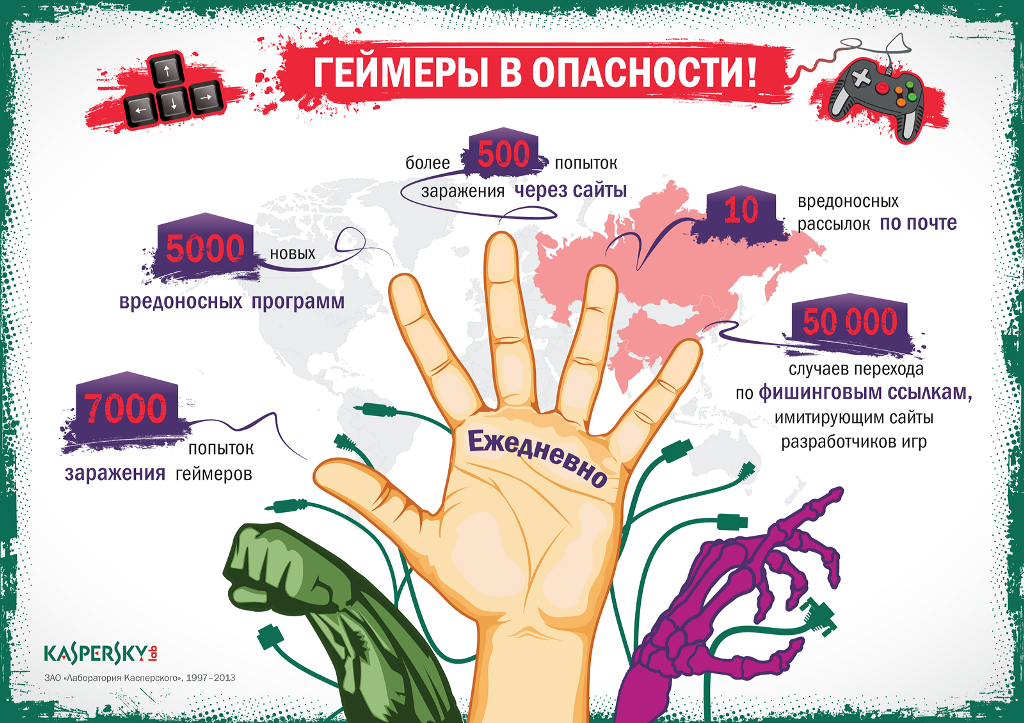 ГЕЙМЕРЫ В ОПАСНОСТИ!
↑
← ↓ →
более 500 попыток
заражения через сайты
10 вредоносных
рассылок по почте
5000 новых
вредоносных программ
50 000
случаев перехода
по фишинговым ссылкам,
имитирующим сайты
разработчиков игр
7000
попыток
заражения геймеров
Ежедневно
KASPERSKY lab
ЗАО «Лаборатория Касперского», 1997–2013